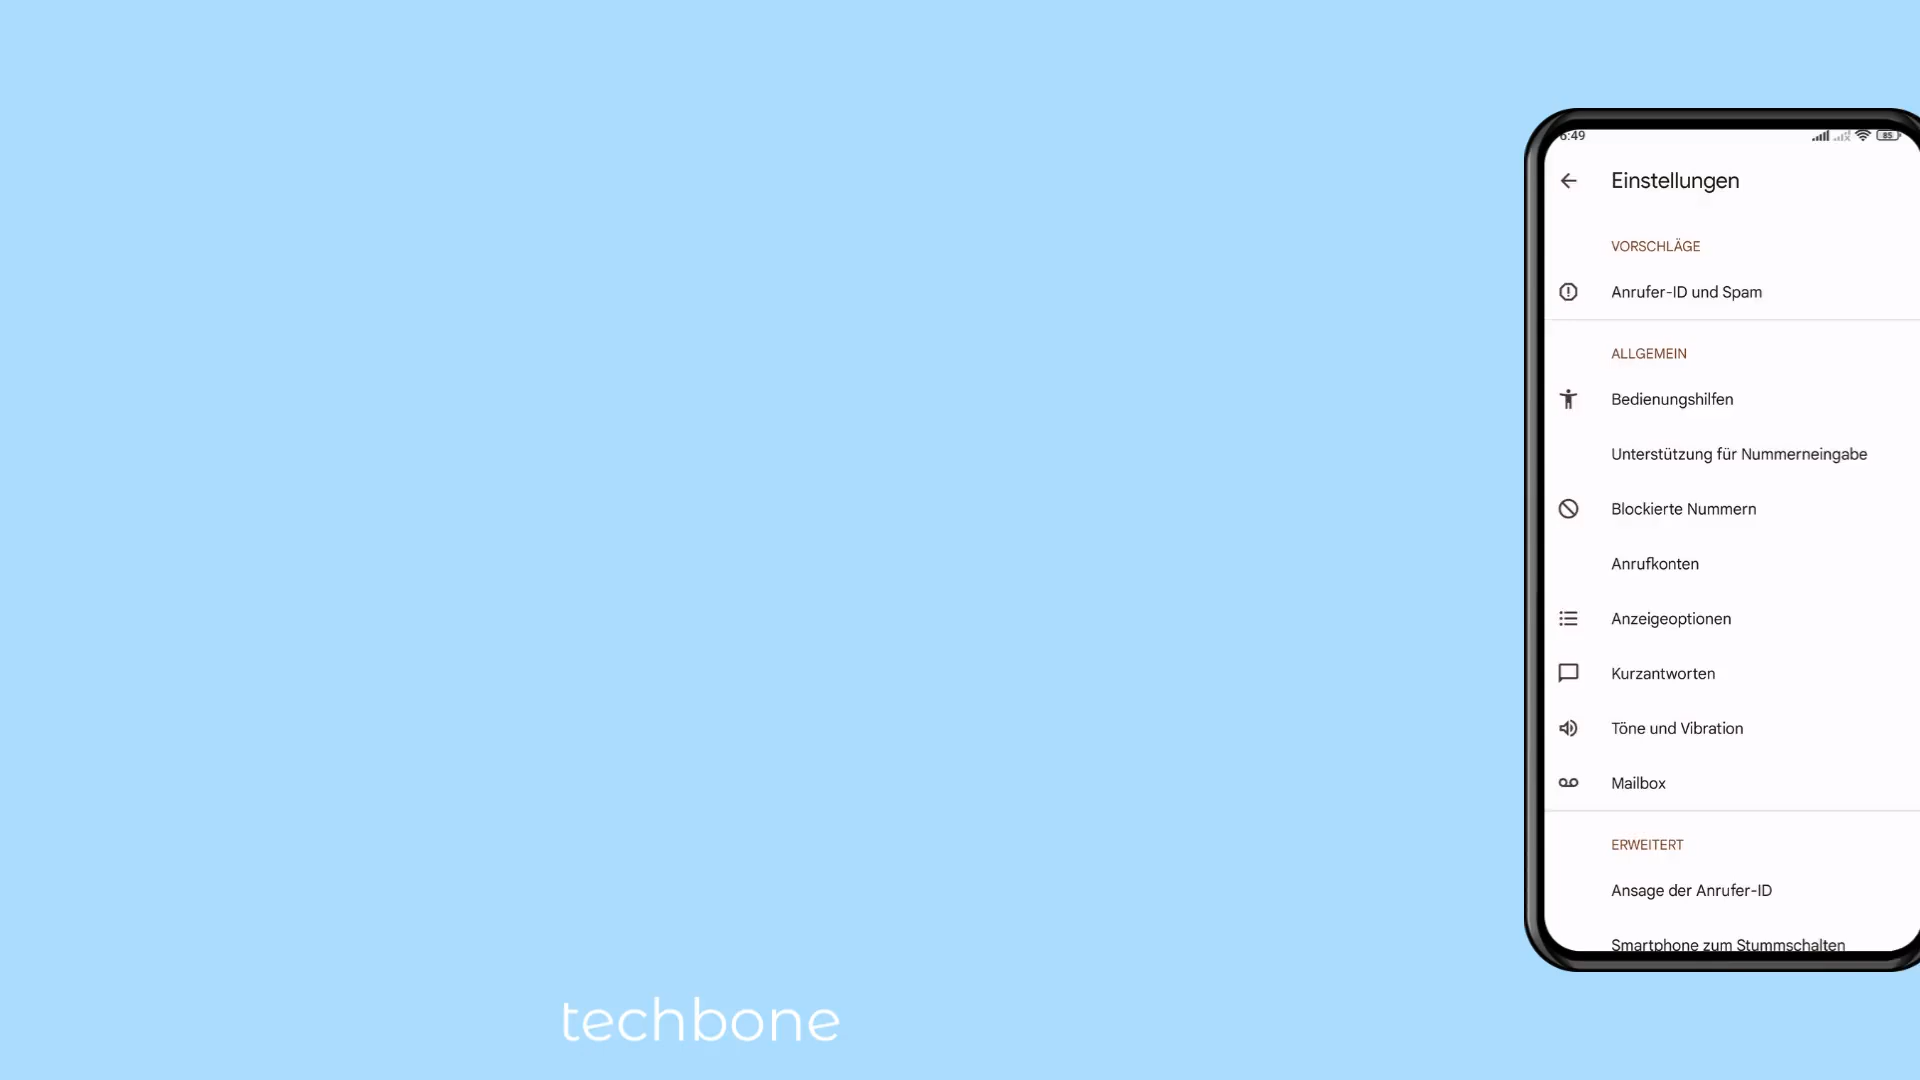 6:49
85
Einstellungen
VORSCHLÄGE
Anrufer-ID und Spam
ALLGEMEIN
Bedienungshilfen
Unterstützung für Nummerneingabe
Blockierte Nummern
Anrufkonten
Anzeigeoptionen
Kurzantworten
Töne und Vibration
Mailbox
ERWEITERT
Ansage der Anrufer-ID
Smartphone zum Stummschalten
techbone